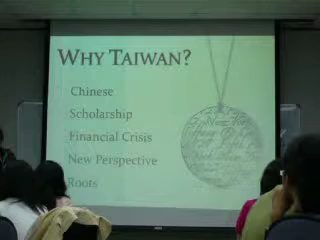 WHY TAIWAN?
Chinese
Scholarship
Financial Crisis
New Perspective
Roots